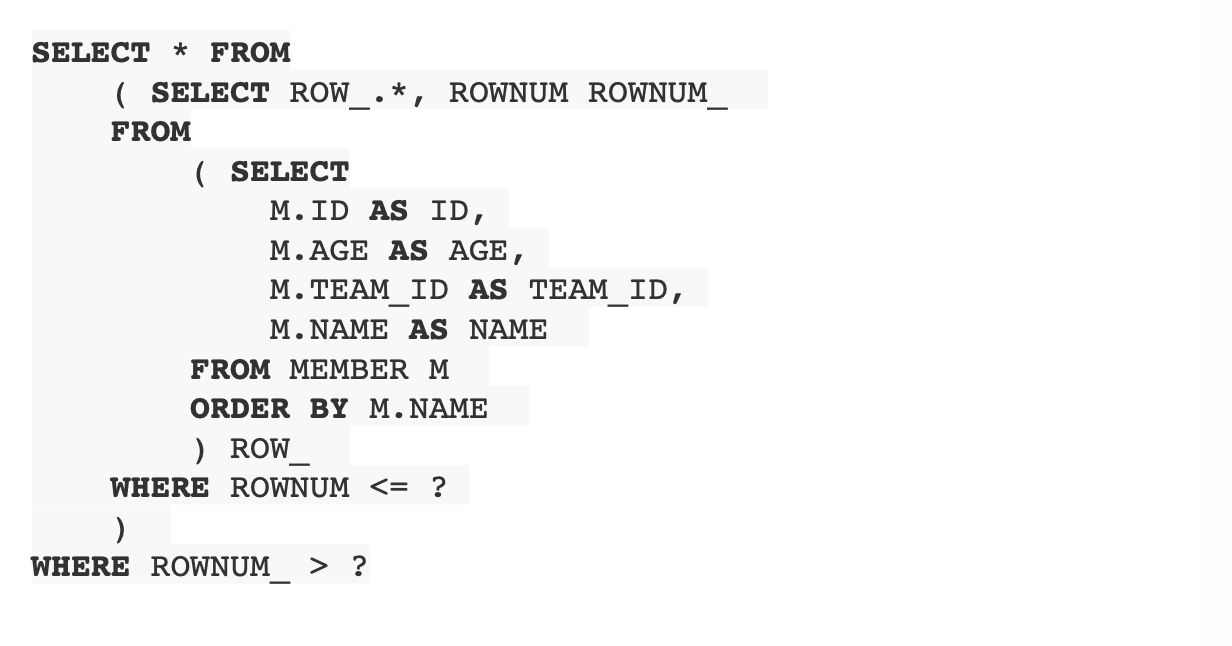 SELECT * FROM
( SELECT ROW_.*, ROWNUM ROWNUM_
FROM
( SELECT
M.ID AS ID,
M.AGE AS AGE,
M.TEAM_ID AS TEAM_ID,
M.NAME AS NAME
FROM MEMBER M
ORDER BY M.NAME
) ROW_
WHERE ROWNUM <= ?
)
WHERE ROWNUM_ > ?